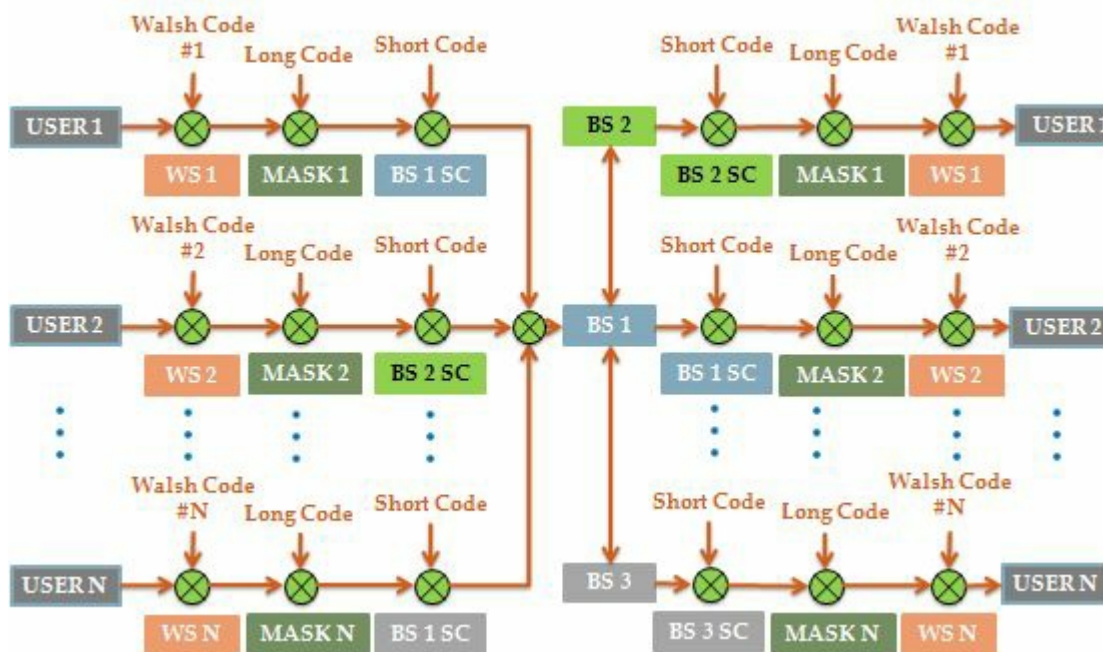 Walsh Code
#1
Long Code
Short Code
USER 1
WS 1
MASK 1
BS 1 SC
Walsh Code
#2
Long Code
Short Code
USER 2
WS 2
MASK 2
BS 2 SC
Walsh Code
#N
Long Code
Short Code
USER N
WS N
MASK N
BS 1 SC
BS 2
BS 1
BS 3
Short Code
Long Code
Walsh Code
#1
USER 1
BS 2 SC
MASK 1
WS 1
Short Code
Long Code
Walsh Code
#2
USER 2
BS 1 SC
MASK 2
WS 2
Short Code
Long Code
Walsh Code
#N
USER N
BS 3 SC
MASK N
WS N